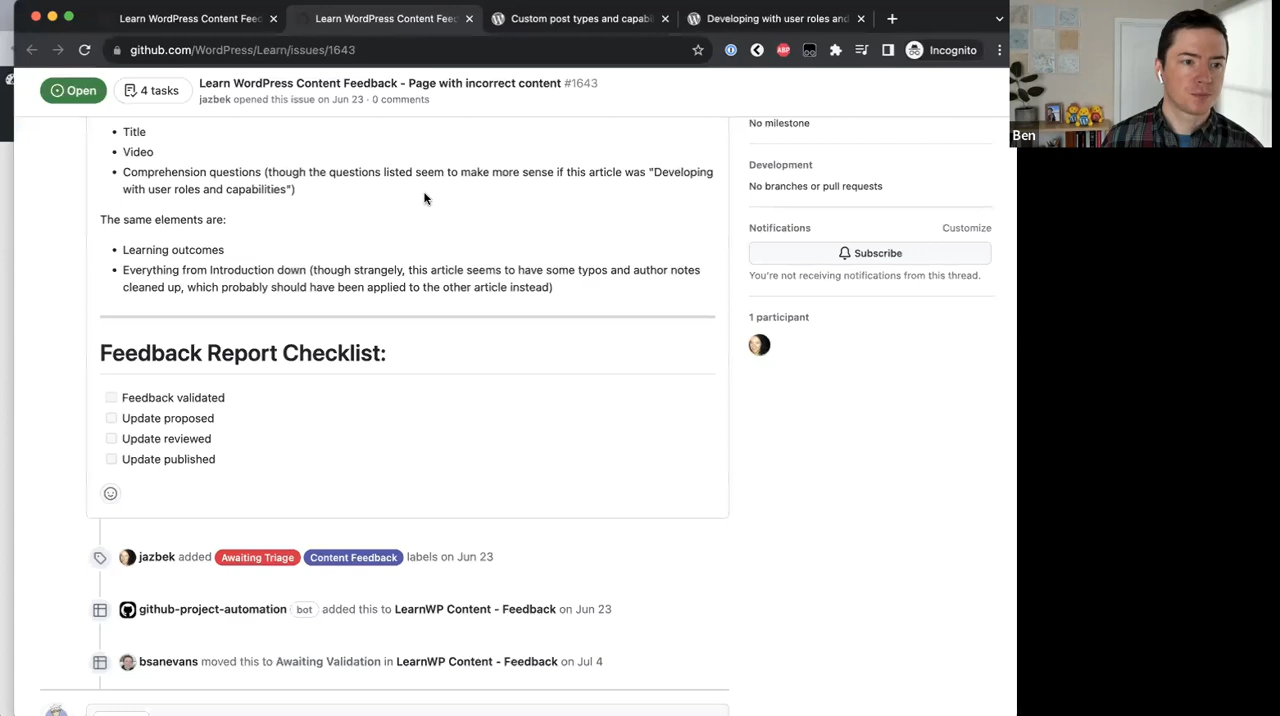 Learn WordPress Content Feedb
Learn WordPress Content Feed
Custom post types and capabil
Developing with user roles and
github.com/WordPress/Learn/issues/1643
ABP
Incognito
Open
4 tasks
Learn WordPress Content Feedback - Page with incorrect content #1643
jazbek opened this issue on Jun 23 · 0 comments
Ben
• Title
• Video
• Comprehension questions (though the questions listed seem to make more sense if this article was "Developing
with user roles and capabilities")
The same elements are:
• Learning outcomes
• Everything from Introduction down (though strangely, this article seems to have some typos and author notes
cleaned up, which probably should have been applied to the other article instead)
Feedback Report Checklist:
Feedback validated
Update proposed
Update reviewed
Update published
jazbek added Awaiting Triage Content Feedback labels on Jun 23
github-project-automation bot added this to LearnWP Content - Feedback on Jun 23
bsanevans moved this to Awaiting Validation in LearnWP Content - Feedback on Jul 4
No milestone
Development
No branches or pull requests
Notifications
Customize
Subscribe
You're not receiving notifications from this thread.
1 participant